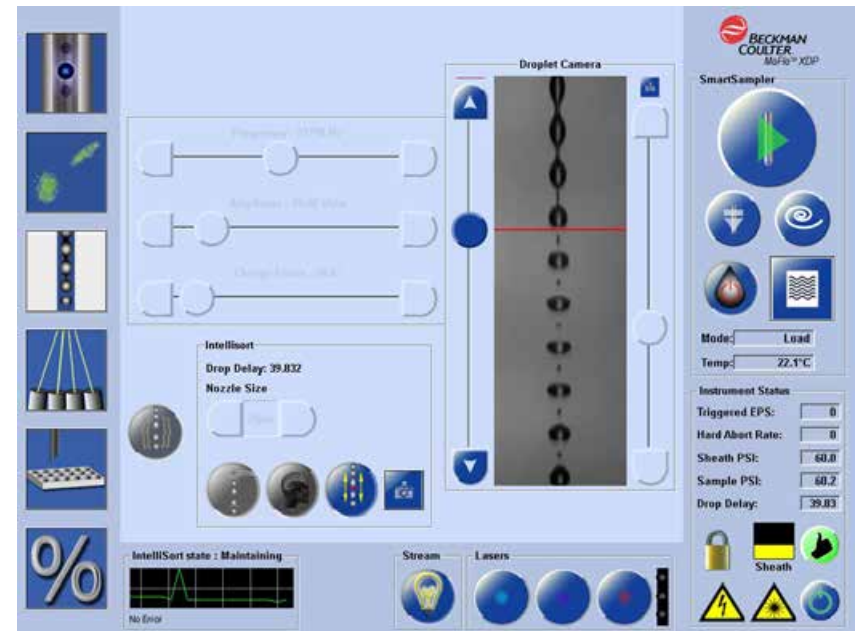 BECKMAN
COULTER
MoFlo™ XDP
Droplet Camera
SmartSampler
Intellisort
Drop Delay: 39.832
Nozzle Size
Mode: Load
Temp: 22.1°C
Instrument Status
Triggered EPS: 0
Hard Abort Rate: 0
Sheath PSI: 60.0
Sample PSI: 60.2
Drop Delay: 39.83
Sheath
IntelliSort state : Maintaining
No Error
Stream
Lasers
%